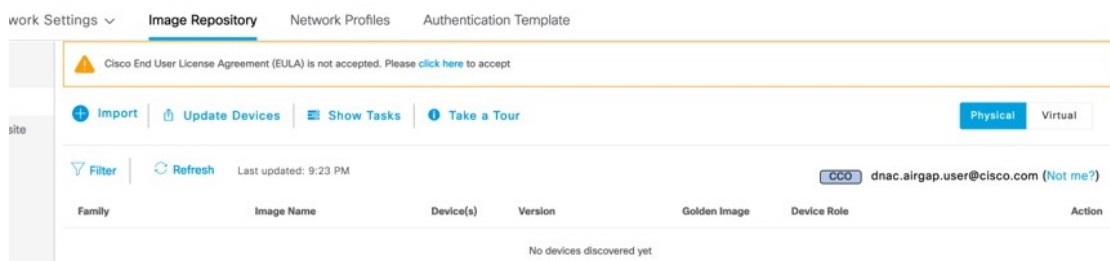 work Settings Image Repository Network Profiles Authentication Template
Cisco End User License Agreement (EULA) is not accepted. Please click here to accept
Import Update Devices Show Tasks Take a Tour Physical Virtual
site
Filter Refresh Last updated: 9:23 PM CCO dnac.airgap.user@cisco.com (Not me?)
Family Image Name Device(s) Version Golden Image Device Role Action
No devices discovered yet